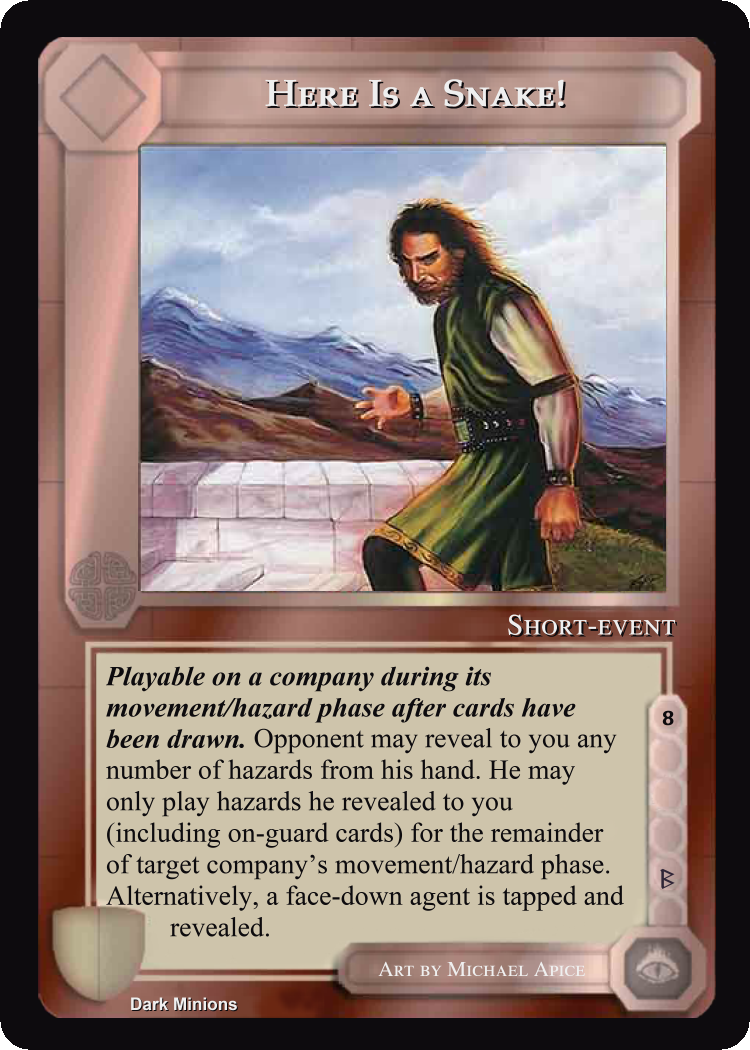 Here Is a Snake!
Short-event
Playable on a company during its
movement/hazard phase after cards have
been drawn. Opponent may reveal to you any
number of hazards from his hand. He may
only play hazards he revealed to you
(including on-guard cards) for the remainder
of target company’s movement/hazard phase.
Alternatively, a face-down agent is tapped and
revealed.
8
Art by Michael Apice
Dark Minions